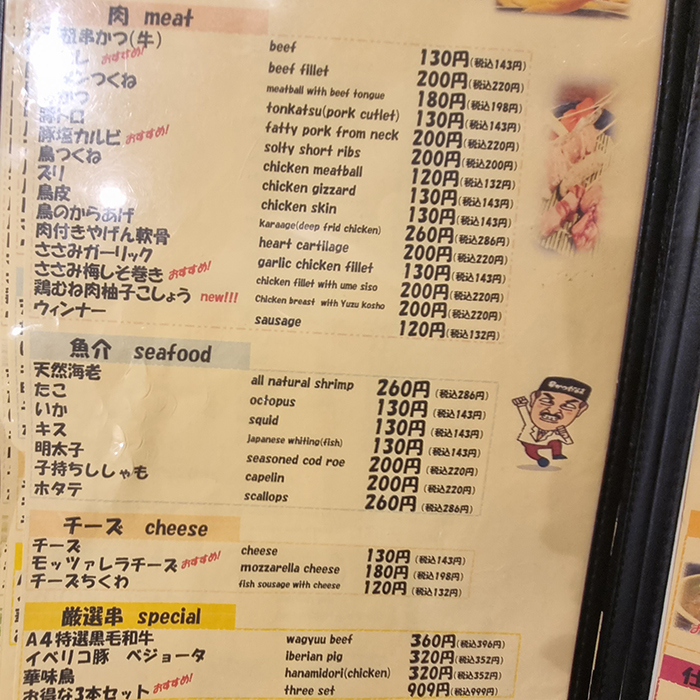 肉 meat
串かつ(牛) beef 130円(税込143円)
おすすめ! beef fillet 200円(税込220円)
メンつくね meatball with beef tongue 180円(税込198円)
かつ tonkatsu(pork cutlet) 130円(税込143円)
豚トロ fatty pork from neck 200円(税込220円)
豚塩カルビ おすすめ! solty short ribs 200円(税込200円)
鳥つくね chicken meatball 120円(税込132円)
ズリ chicken gizzard 130円(税込143円)
鳥皮 chicken skin 130円(税込143円)
鳥のからあげ karaage(deep frid chicken) 260円(税込286円)
肉付きやげん軟骨 heart cartilage 200円(税込220円)
ささみガーリック garlic chicken fillet 130円(税込143円)
ささみ梅しそ巻き おすすめ! chicken fillet with ume siso 200円(税込220円)
鶏むね肉柚子こしょう new!!! Chicken breast with Yuzu Kosho 200円(税込220円)
ウィンナー sausage 120円(税込132円)
魚介 seafood
天然海老 all natural shrimp 260円(税込286円)
たこ octopus 130円(税込143円)
いか squid 130円(税込143円)
キス japanese whiting(fish) 130円(税込143円)
明太子 seasoned cod roe 200円(税込220円)
子持ちししゃも capelin 200円(税込220円)
ホタテ scallops 260円(税込286円)
チーズ cheese
チーズ cheese 130円(税込143円)
モッツァレラチーズ おすすめ! mozzarella cheese 180円(税込198円)
チーズちくわ fish sousage with cheese 120円(税込132円)
厳選串 special
A4特選黒毛和牛 wagyuu beef 360円(税込396円)
イベリコ豚 ベジョータ iberian pig 320円(税込352円)
華味鳥 hanamidori(chicken) 320円(税込352円)
お得な3本セット おすすめ! three set 909円(税込999円)